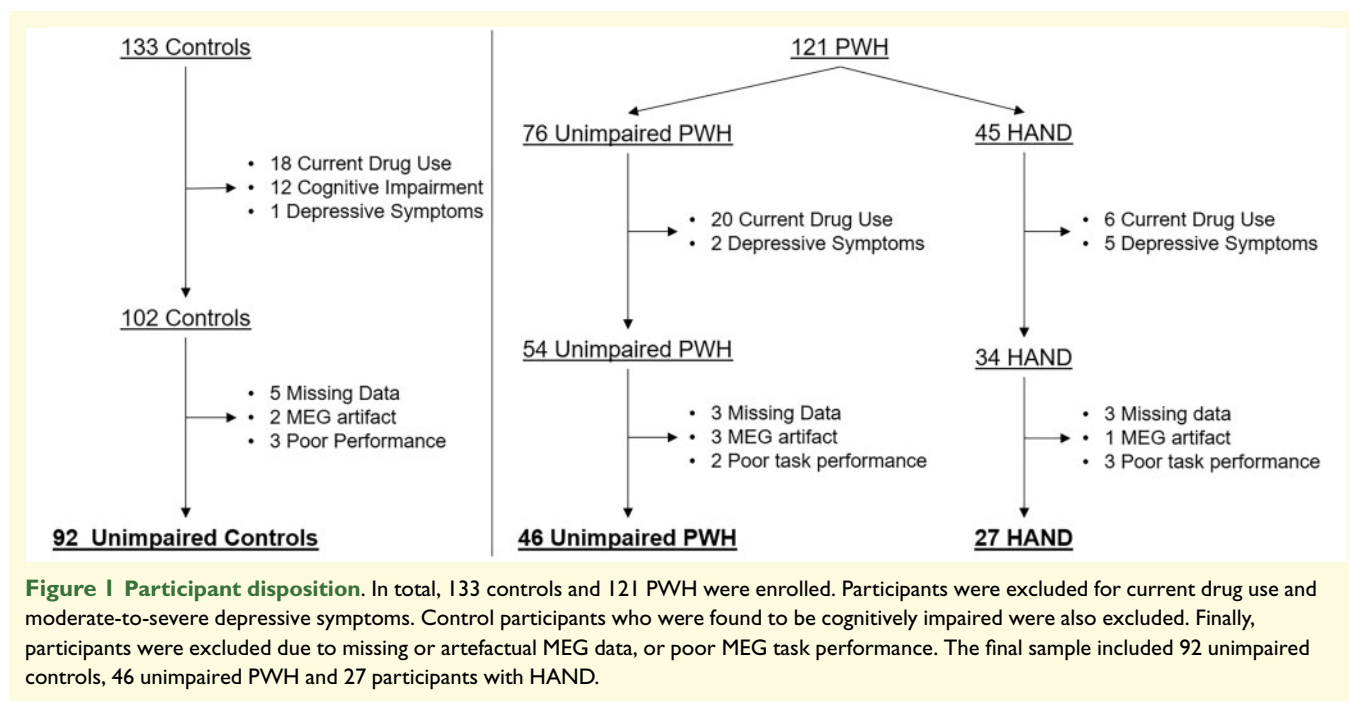 133 Controls
• 18 Current Drug Use
• 12 Cognitive Impairment
• 1 Depressive Symptoms
102 Controls
• 5 Missing Data
• 2 MEG artifact
• 3 Poor Performance
92 Unimpaired Controls
121 PWH
76 Unimpaired PWH
• 20 Current Drug Use
• 2 Depressive Symptoms
54 Unimpaired PWH
• 3 Missing Data
• 3 MEG artifact
• 2 Poor task performance
46 Unimpaired PWH
45 HAND
• 6 Current Drug Use
• 5 Depressive Symptoms
34 HAND
• 3 Missing data
• 1 MEG artifact
• 3 Poor task performance
27 HAND
Figure 1 Participant disposition. In total, 133 controls and 121 PWH were enrolled. Participants were excluded for current drug use and
moderate-to-severe depressive symptoms. Control participants who were found to be cognitively impaired were also excluded. Finally,
participants were excluded due to missing or artefactual MEG data, or poor MEG task performance. The final sample included 92 unimpaired
controls, 46 unimpaired PWH and 27 participants with HAND.